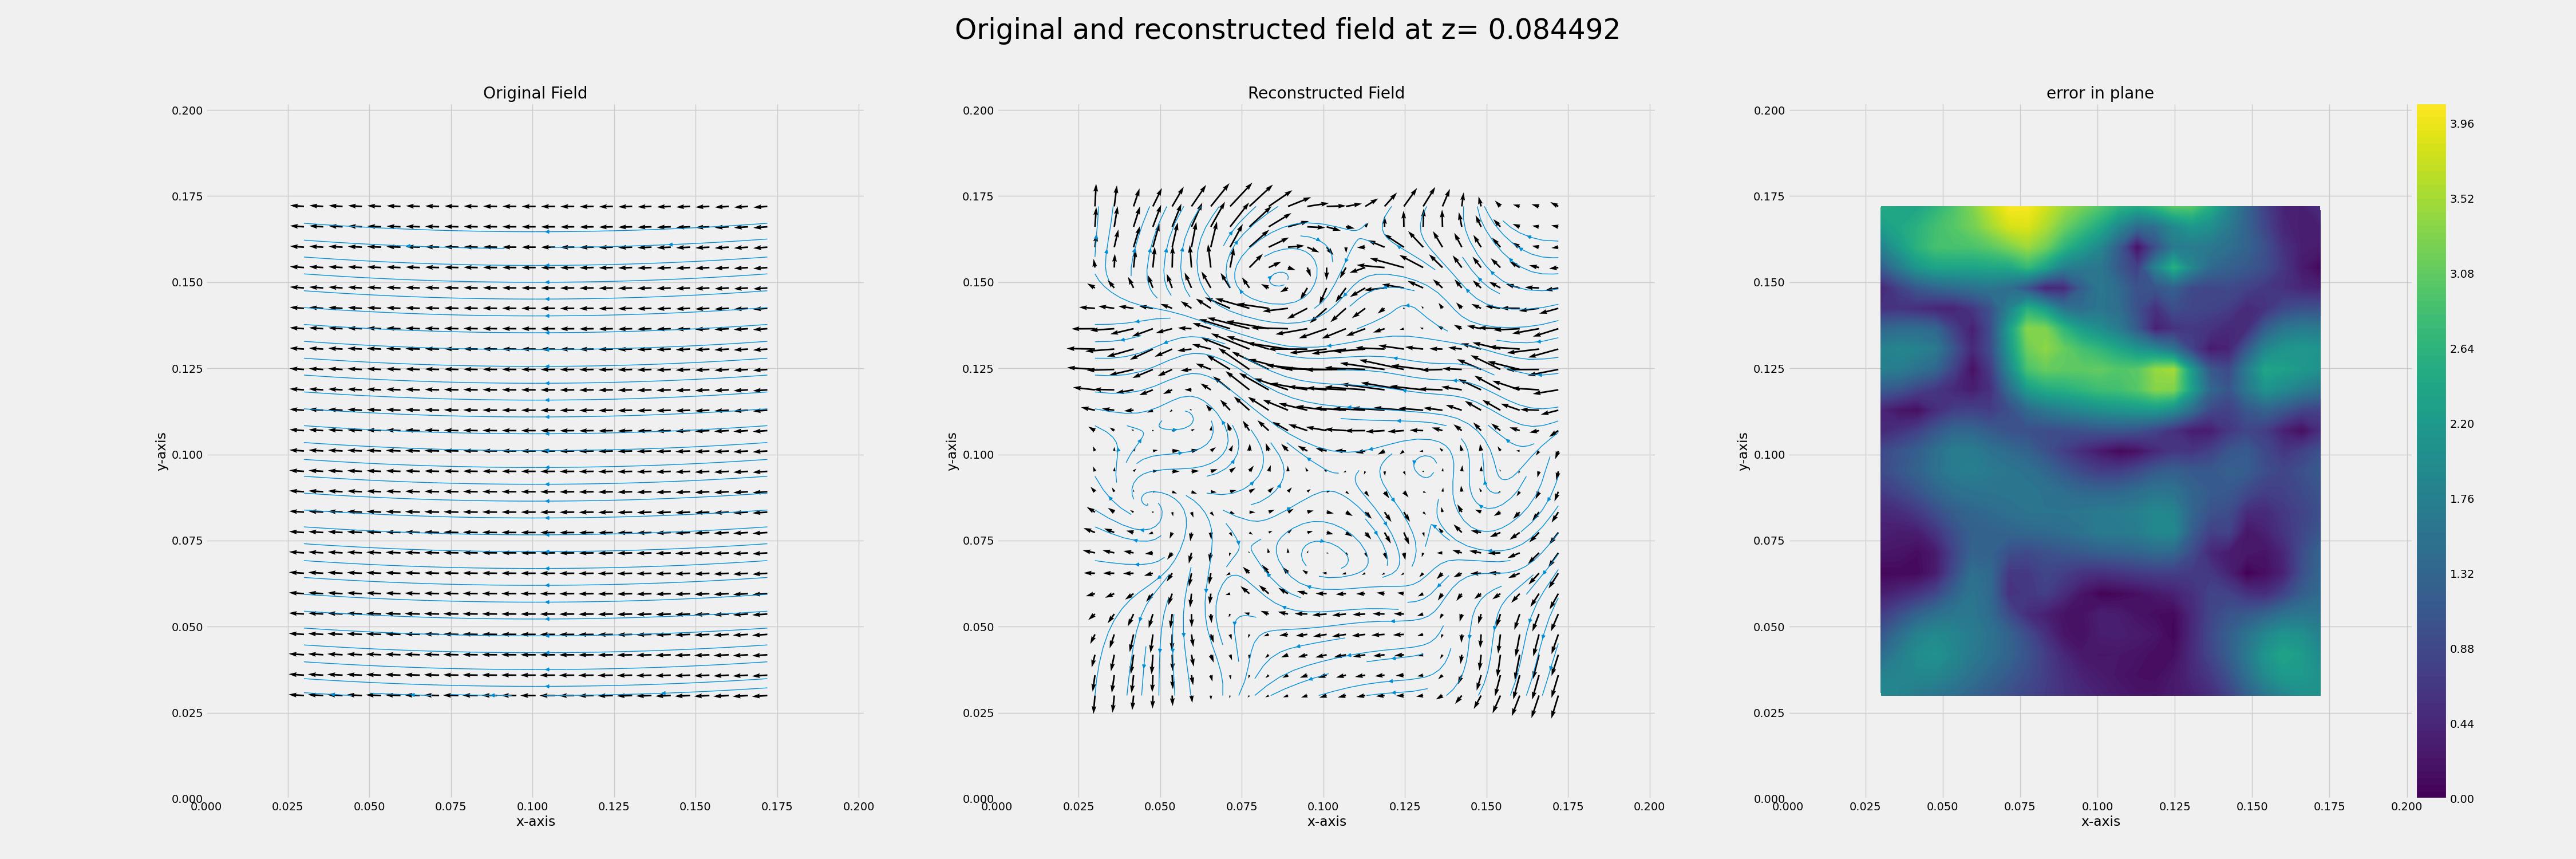 Original and reconstructed field at z= 0.084492
Original Field
0.200
0.175
0.150
0.125
0.100
0.075
0.050
0.025
0.000
y-axis
0.000 0.025 0.050 0.075 0.100 0.125 0.150 0.175 0.200
x-axis
Reconstructed Field
0.200
0.175
0.150
0.125
0.100
0.075
0.050
0.025
0.000
y-axis
0.000 0.025 0.050 0.075 0.100 0.125 0.150 0.175 0.200
x-axis
error in plane
0.200
0.175
0.150
0.125
0.100
0.075
0.050
0.025
0.000
y-axis
0.000 0.025 0.050 0.075 0.100 0.125 0.150 0.175 0.200
x-axis
3.96
3.52
3.08
2.64
2.20
1.76
1.32
0.88
0.44
0.00